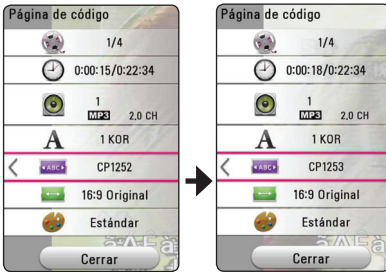 Página de código
1/4
0:00:15/0:22:34
1
MP3 2.0 CH
A 1 KOR
ABC CP1252
16:9 Original
Estándar
Cerrar
Página de código
1/4
0:00:18/0:22:34
1
MP3 2.0 CH
A 1 KOR
ABC CP1253
16:9 Original
Estándar
Cerrar